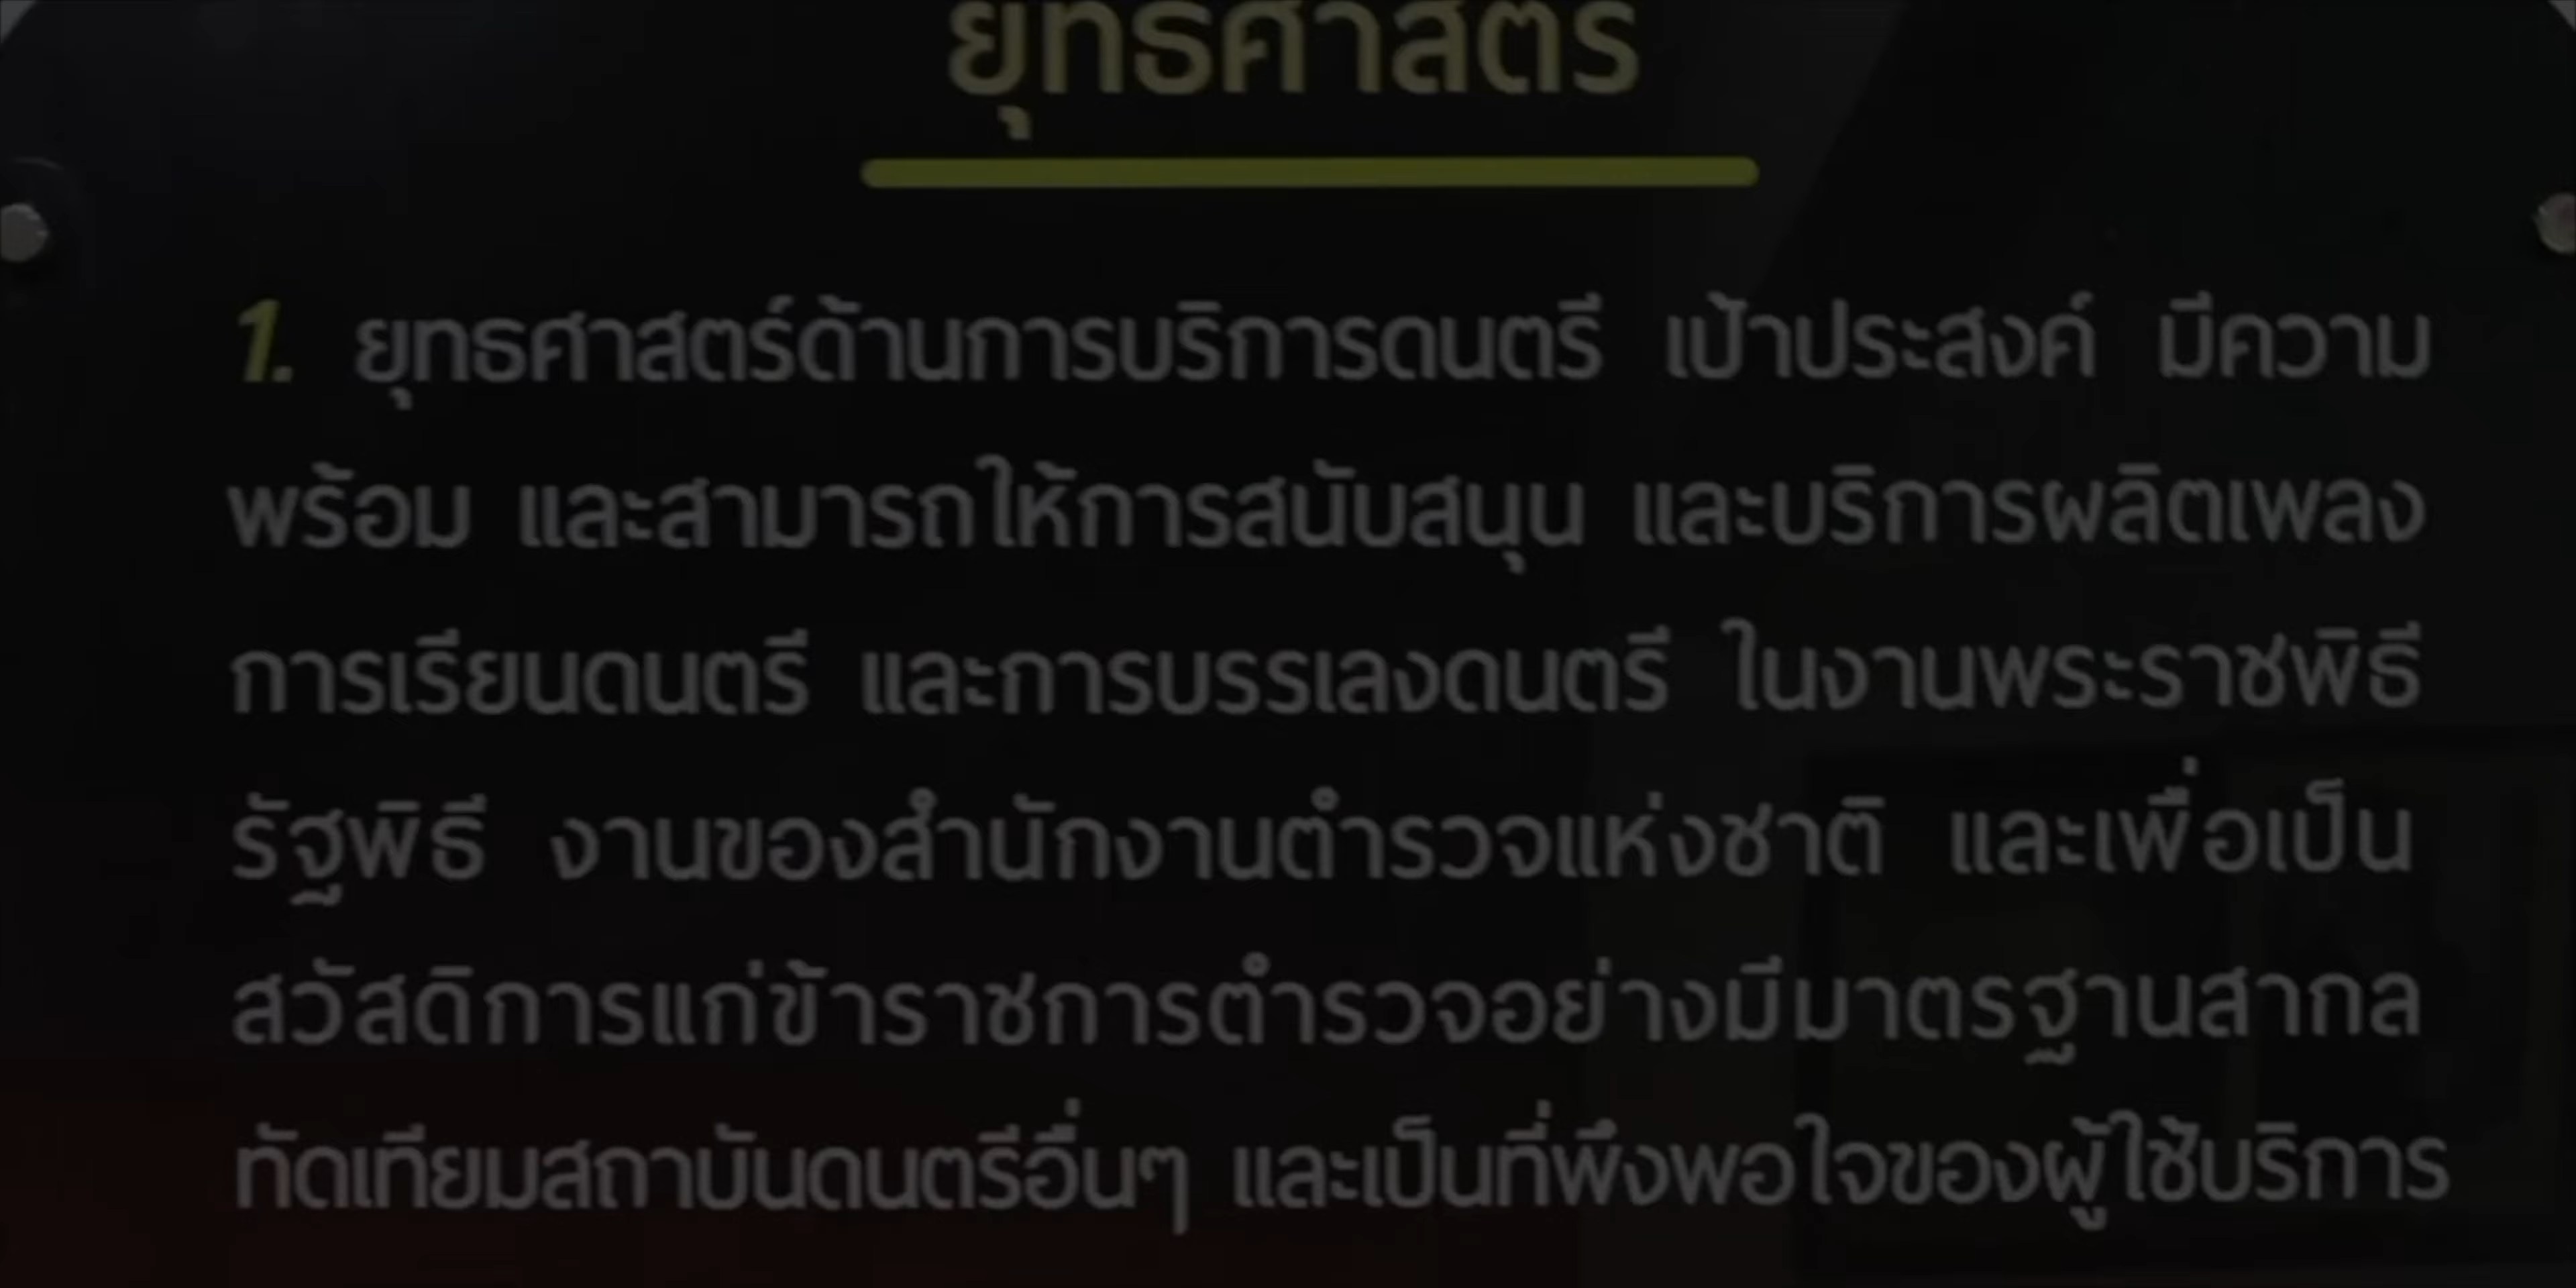 ยุทธศาสตร์
1. ยุทธศาสตร์ด้านการบริการดนตรี เป้าประสงค์ มีความ
พร้อม และสามารถให้การสนับสนุน และบริการผลิตเพลง
การเรียนดนตรี และการบรรเลงดนตรี ในงานพระราชพิธี
รัฐพิธี งานของสำนักงานตำรวจแห่งชาติ และเพื่อเป็น
สวัสดิการแก่ข้าราชการตำรวจอย่างมีมาตรฐานสากล
ทัดเทียมสถาบันดนตรีอื่นๆ และเป็นที่พึงพอใจของผู้ใช้บริการ